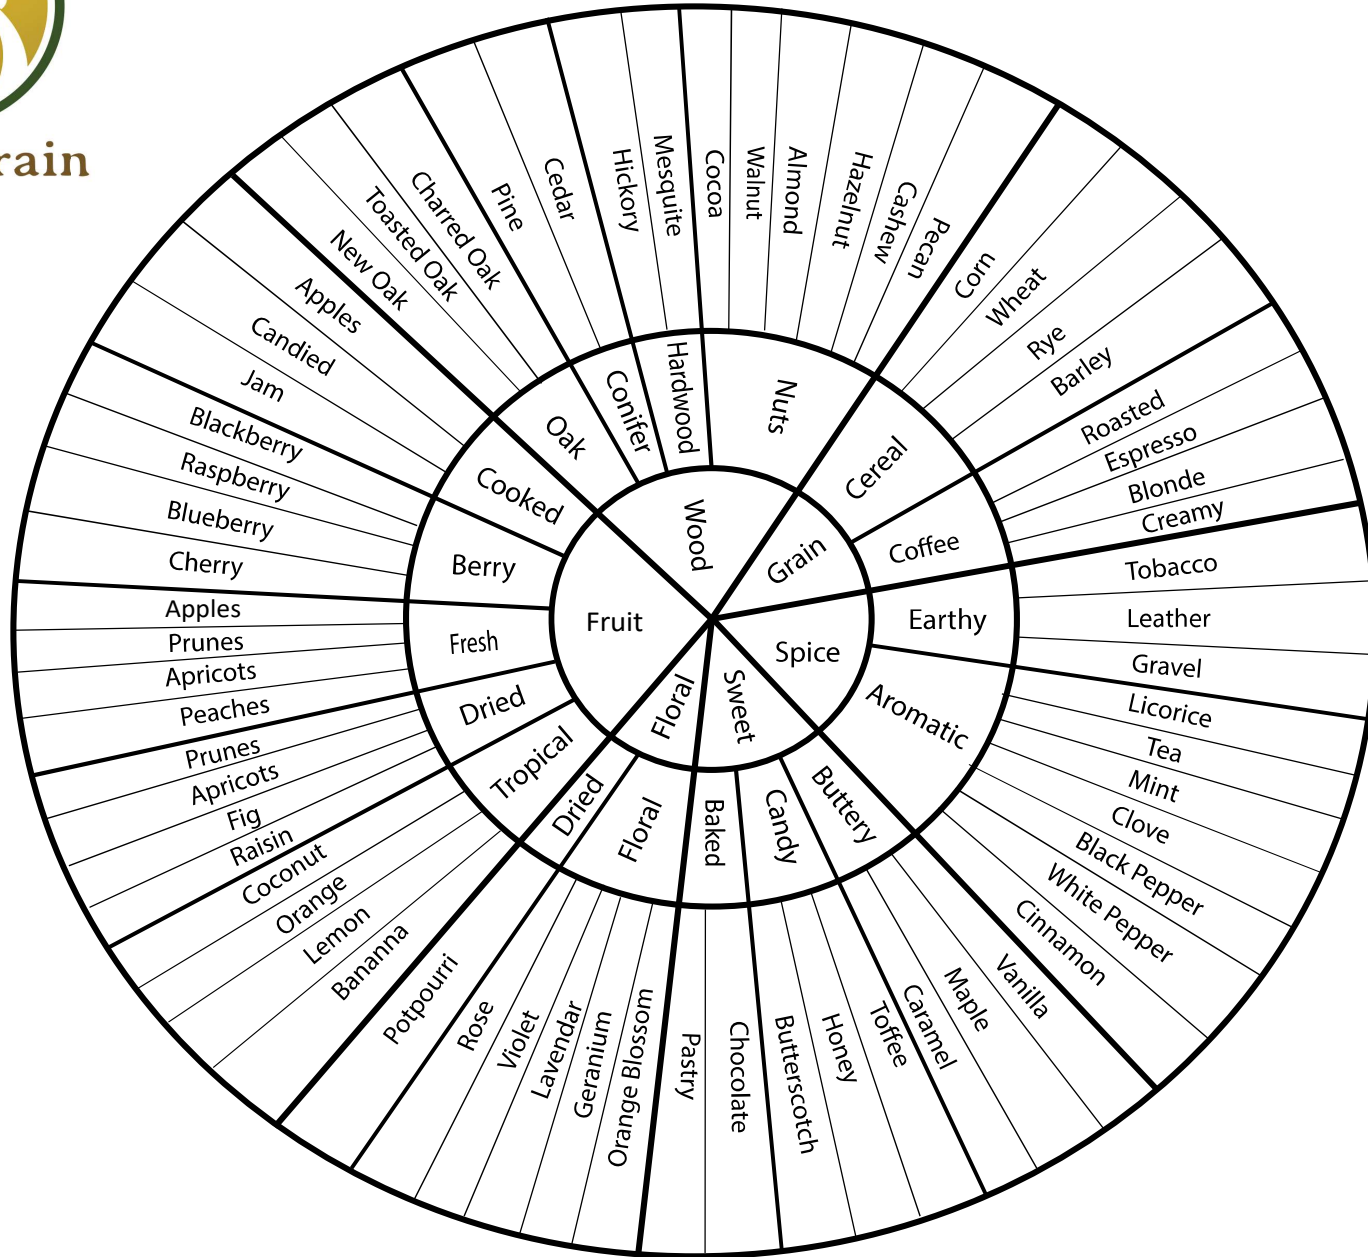 rain
Wood
Grain
Spice
Sweet
Floral
Fruit
Oak
Conifer
Hardwood
Nuts
Cereal
Coffee
Earthy
Aromatic
Buttery
Candy
Baked
Floral
Dried
Tropical
Dried
Fresh
Berry
Cooked
New Oak
Toasted Oak
Charred Oak
Pine
Cedar
Hickory
Mesquite
Cocoa
Walnut
Almond
Hazelnut
Cashew
Pecan
Corn
Wheat
Rye
Barley
Roasted
Espresso
Blonde
Creamy
Tobacco
Leather
Gravel
Licorice
Tea
Mint
Clove
Black Pepper
White Pepper
Cinnamon
Vanilla
Maple
Caramel
Toffee
Honey
Butterscotch
Chocolate
Pastry
Orange Blossom
Geranium
Lavendar
Violet
Rose
Potpourri
Bananna
Lemon
Orange
Coconut
Raisin
Fig
Apricots
Prunes
Peaches
Apricots
Prunes
Apples
Cherry
Blueberry
Raspberry
Blackberry
Jam
Candied
Apples